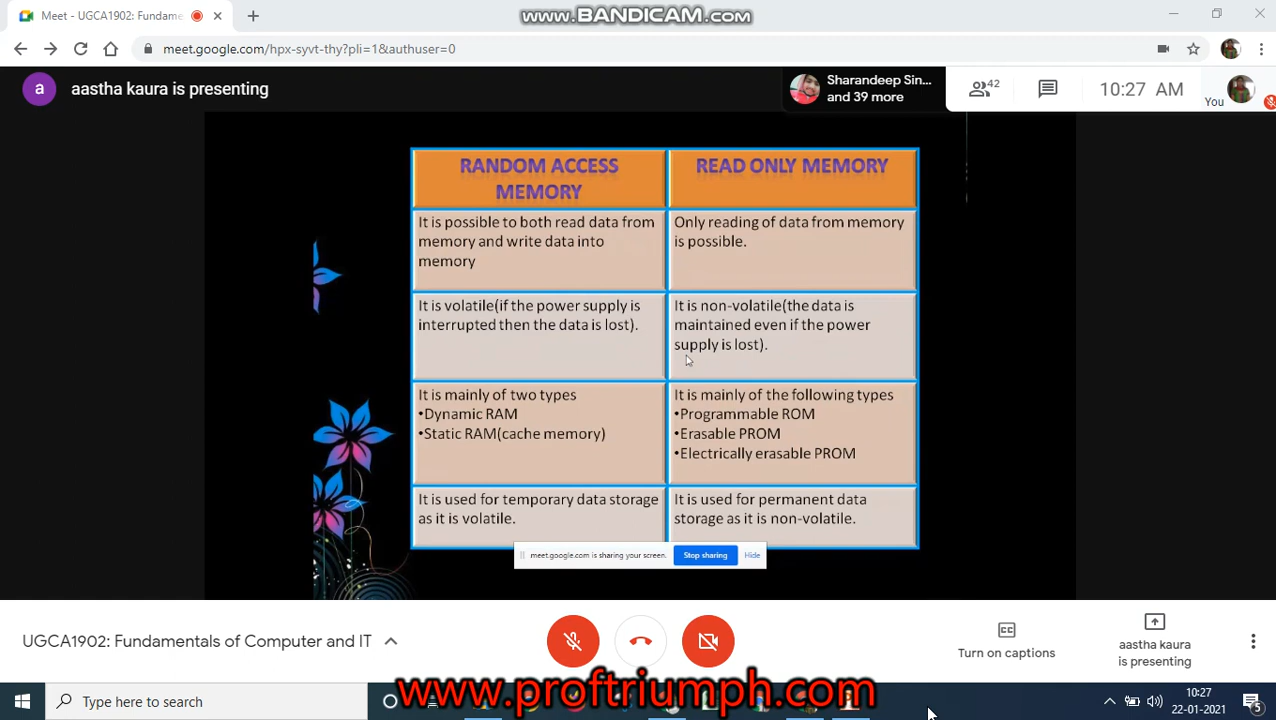 Meet - UGCA1902: Fundame
www.BANDICAM.com
meet.google.com/hpx-syvt-thy?pli=1&authuser=0
a
aastha kaura is presenting
Sharandeep Sin...
and 39 more
42
10:27 AM
You
RANDOM ACCESS
MEMORY
READ ONLY MEMORY
It is possible to both read data from
memory and write data into
memory
Only reading of data from memory
is possible.
It is volatile(if the power supply is
interrupted then the data is lost).
It is non-volatile(the data is
maintained even if the power
supply is lost).
It is mainly of two types
•Dynamic RAM
•Static RAM(cache memory)
It is mainly of the following types
•Programmable ROM
•Erasable PROM
•Electrically erasable PROM
It is used for temporary data storage
as it is volatile.
It is used for permanent data
storage as it is non-volatile.
meet.google.com is sharing your screen.
Stop sharing
Hide
UGCA1902: Fundamentals of Computer and IT
CC
Turn on captions
aastha kaura
is presenting
www.proftriumph.com
Type here to search
10:27
22-01-2021
5